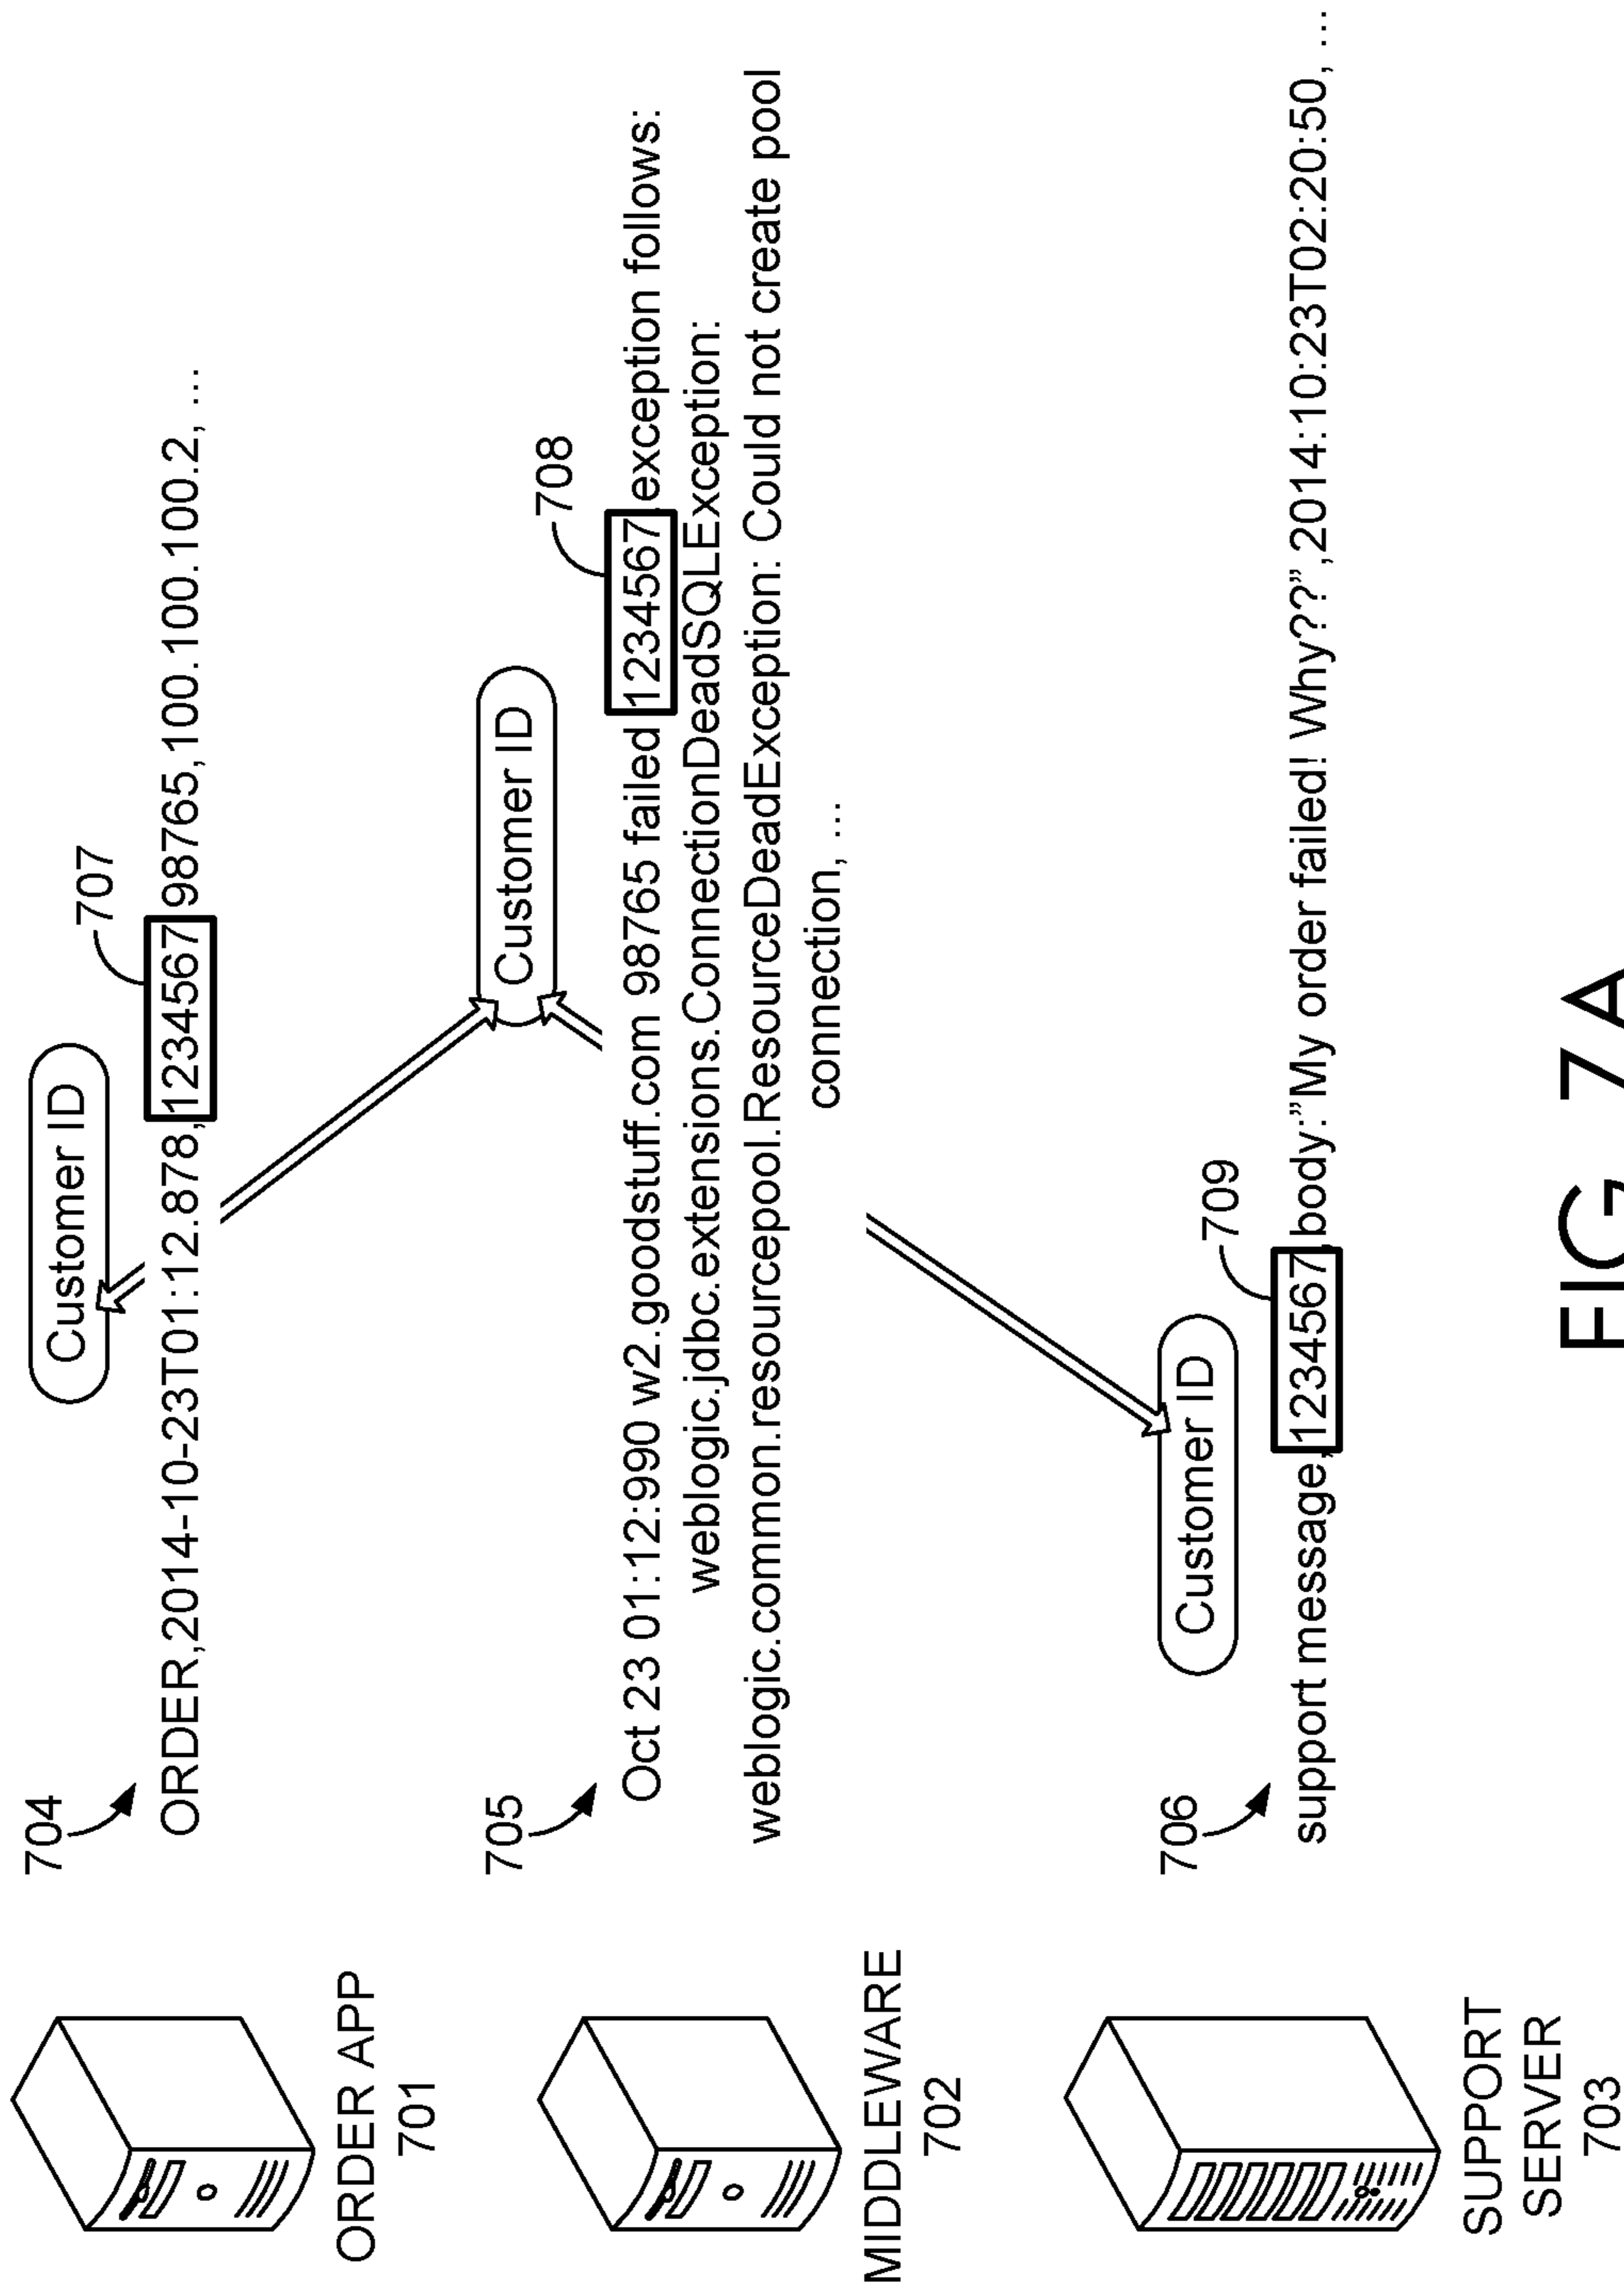 704
Customer ID
707
ORDER,2014-10-23T01:12.878,1234567,98765,100.100.100.2, …
ORDER APP
701
705
Customer ID
708
Oct 23 01:12:990 w2.goodstuff.com 98765 failed 1234567 exception follows:
weblogic.jdbc.extensions.ConnectionDeadSQLException:
weblogic.common.resourcepool.ResourceDeadException: Could not create pool
connection, …
MIDDLEWARE
702
706
Customer ID
709
support message,1234567,body:”My order failed! Why???”,2014:10:23T02:20:50, …
SUPPORT
SERVER
703
FIG. 7A